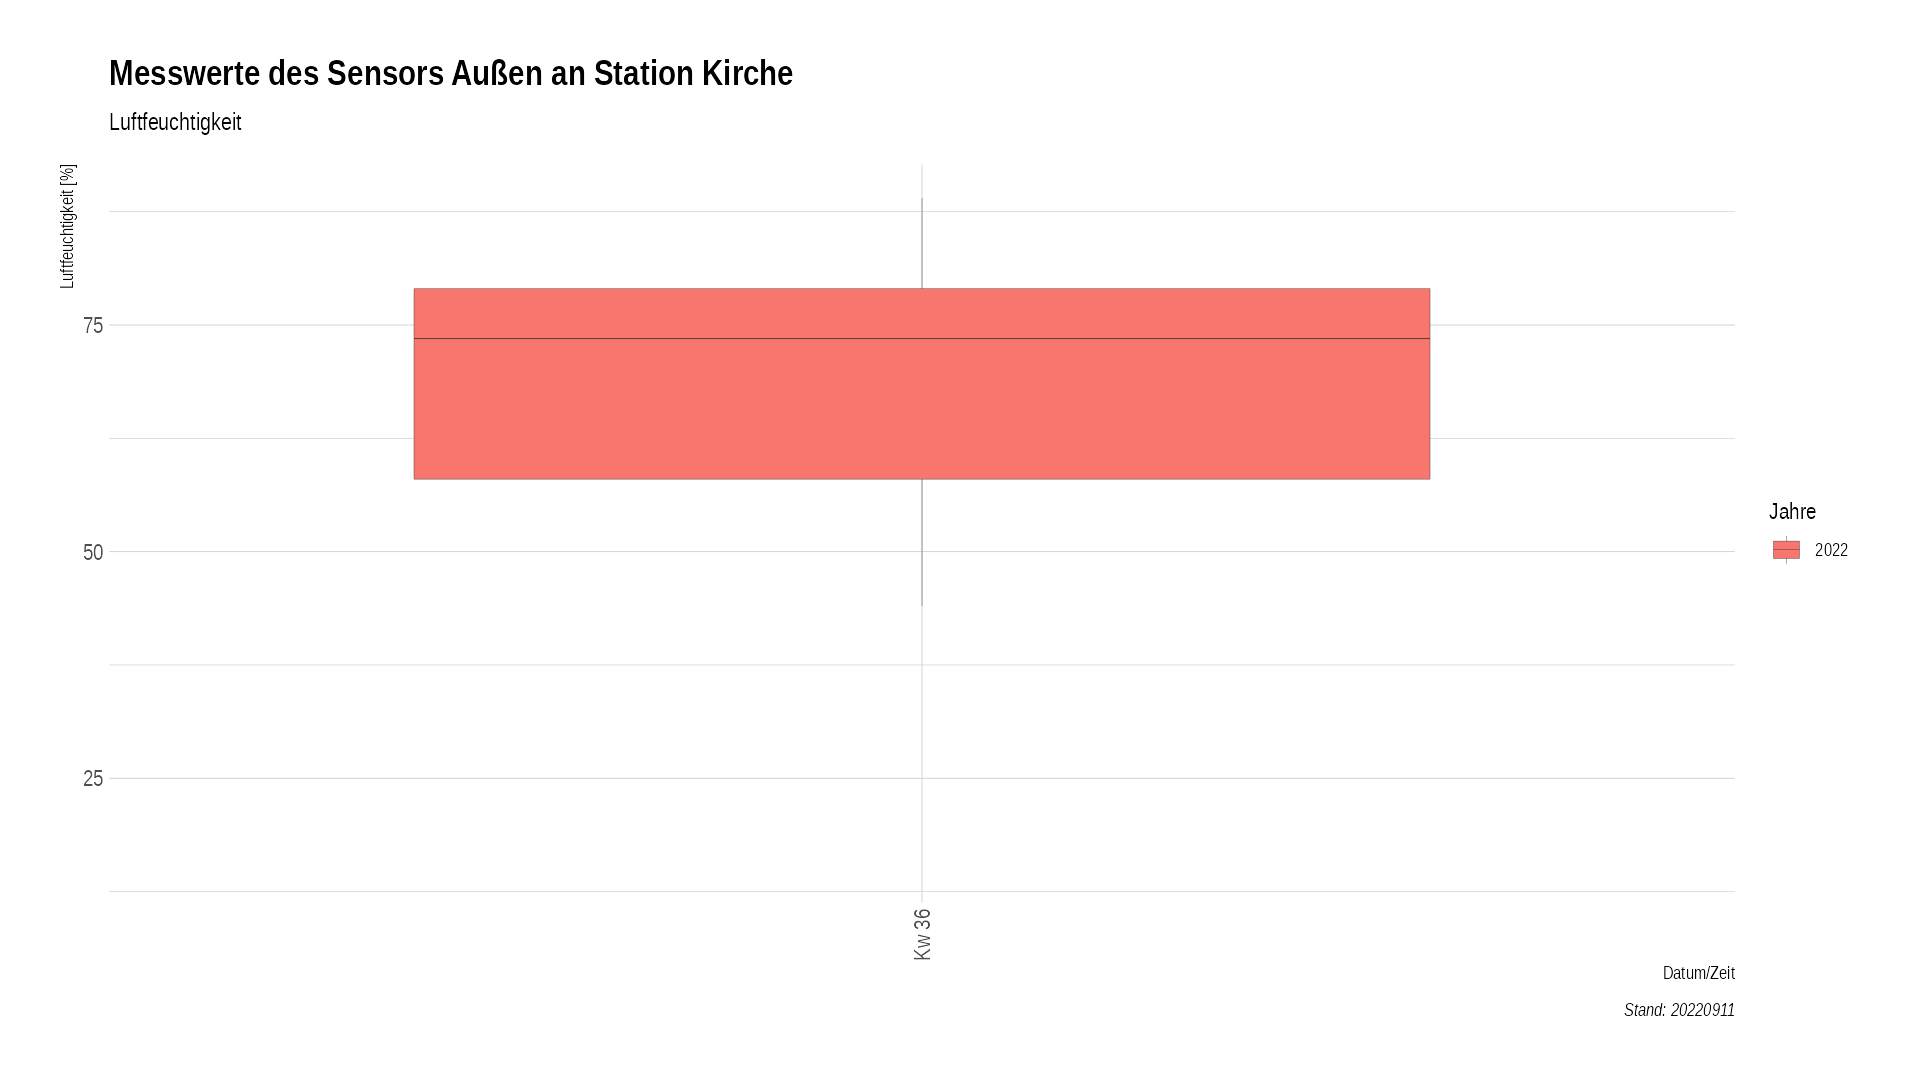 Messwerte des Sensors Außen an Station Kirche
Luftfeuchtigkeit
Luftfeuchtigkeit [%]
75
50
25
Kw 36
Datum/Zeit
Stand: 20220911
Jahre
2022